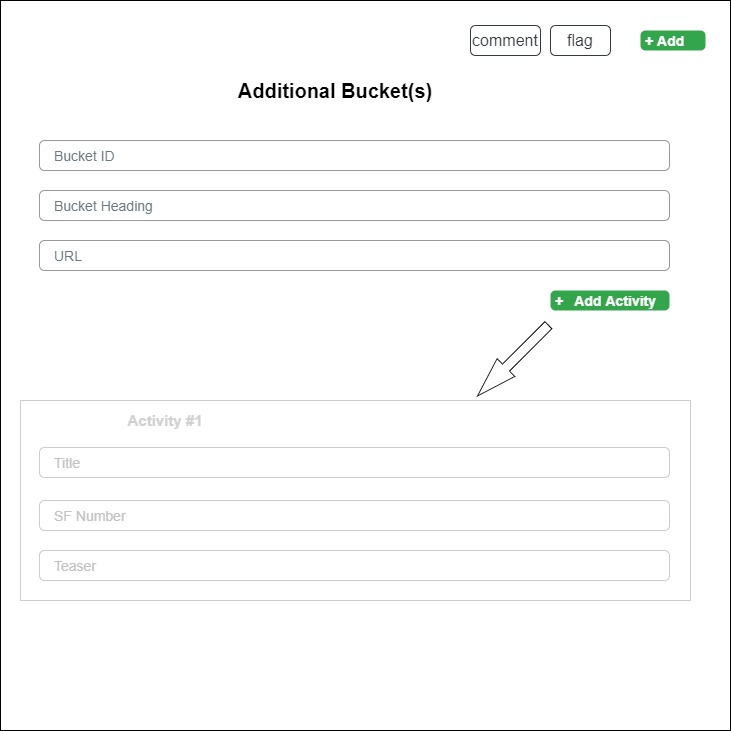 comment flag + Add
Additional Bucket(s)
Bucket ID
Bucket Heading
URL
+ Add Activity
Activity #1
Title
SF Number
Teaser